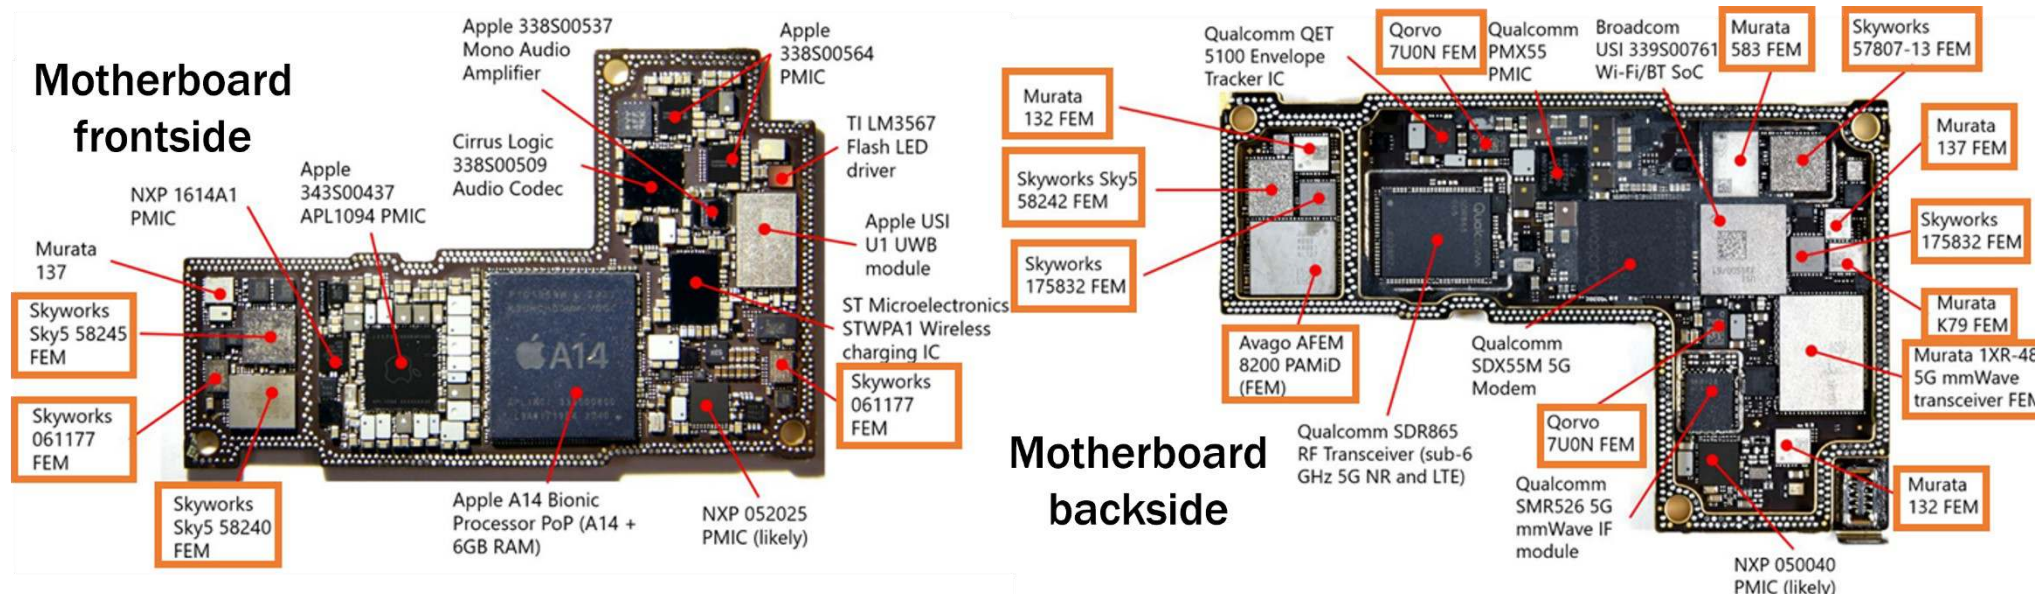 Motherboard
frontside
Apple 338S00537
Mono Audio
Amplifier
Apple
338S00564
PMIC
Cirrus Logic
338S00509
Audio Codec
TI LM3567
Flash LED
driver
Apple
343S00437
APL1094 PMIC
NXP 1614A1
PMIC
Apple USI
U1 UWB
module
Murata
137
Skyworks
Sky5 58245
FEM
ST Microelectronics
STWPA1 Wireless
charging IC
A14
Skyworks
061177
FEM
Skyworks
061177
FEM
Skyworks
Sky5 58240
FEM
Apple A14 Bionic
Processor PoP (A14 +
6GB RAM)
NXP 052025
PMIC (likely)
Qualcomm QET
5100 Envelope
Tracker IC
Qorvo
7U0N FEM
Qualcomm
PMX55
PMIC
Broadcom
USI 339S00761
Wi-Fi/BT SoC
Murata
583 FEM
Skyworks
57807-13 FEM
Murata
132 FEM
Murata
137 FEM
Skyworks Sky5
58242 FEM
Skyworks
175832 FEM
Skyworks
175832 FEM
Qualcomm
Murata
K79 FEM
Avago AFEM
8200 PAMiD
(FEM)
Qualcomm
SDX55M 5G
Modem
Murata 1XR-48
5G mmWave
transceiver FEM
Qorvo
7U0N FEM
Qualcomm SDR865
RF Transceiver (sub-6
GHz 5G NR and LTE)
Motherboard
backside
Qualcomm
SMR526 5G
mmWave IF
module
Murata
132 FEM
NXP 050040
PMIC (likely)